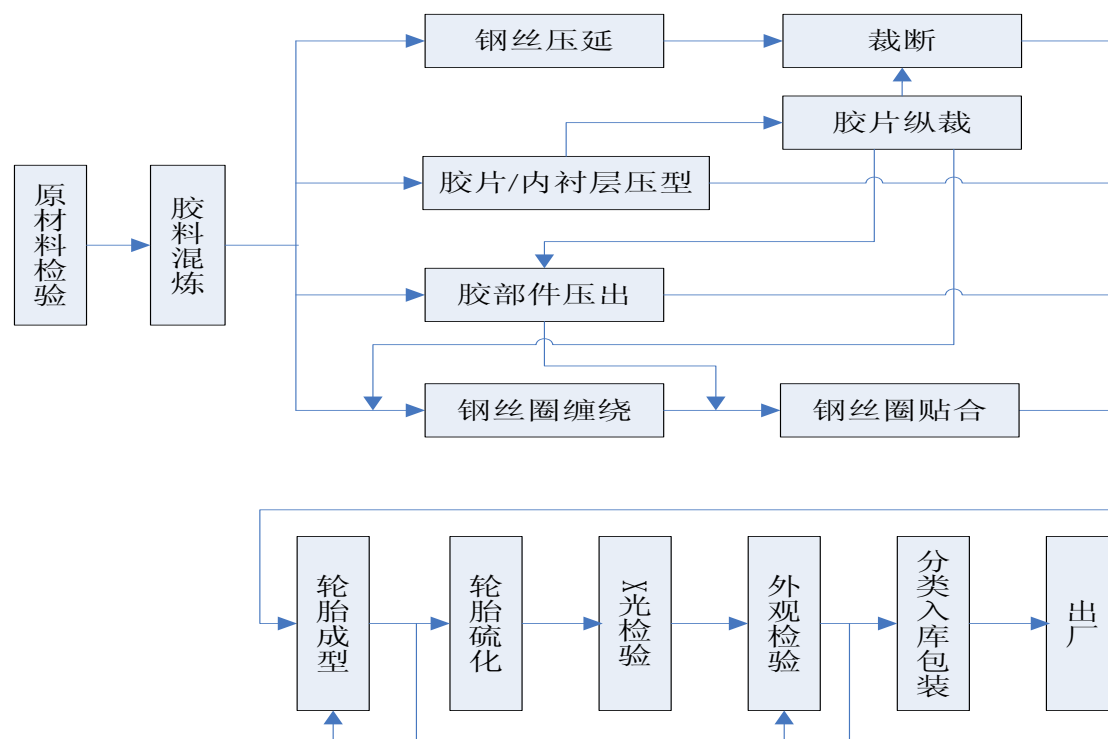 钢丝压延
裁断
胶片纵裁
胶片/内衬层压型
原材料检验
胶料混炼
胶部件压出
钢丝圈缠绕
钢丝圈贴合
轮胎成型
轮胎硫化
X光检验
外观检验
分类入库包装
出厂